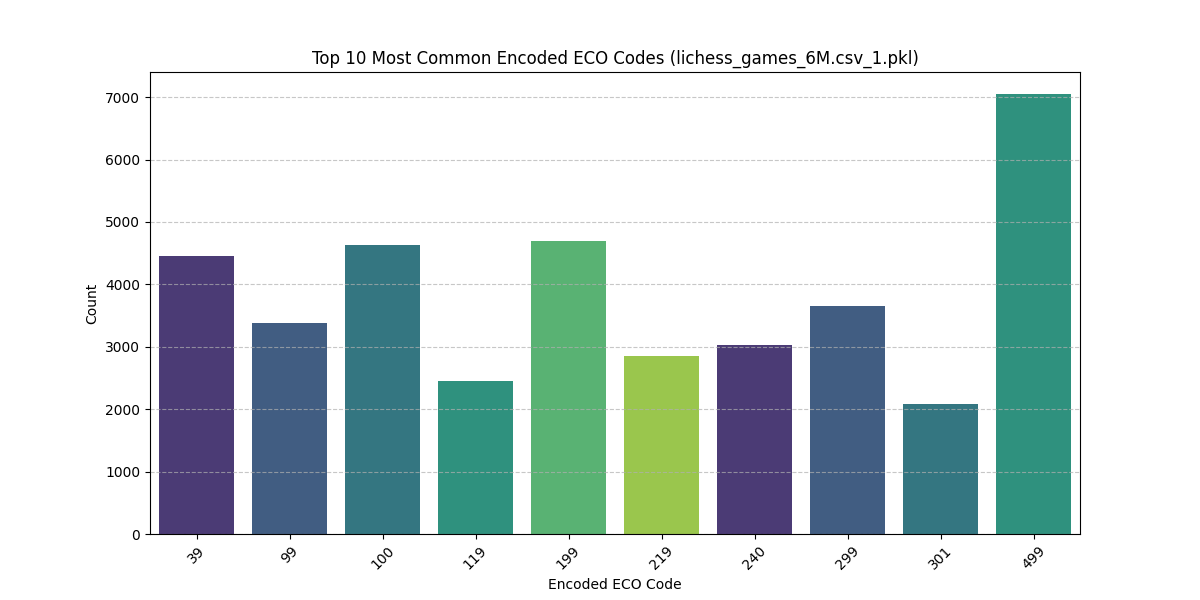 Top 10 Most Common Encoded ECO Codes (lichess_games_6M.csv_1.pkl)
7000
6000
5000
4000
3000
2000
1000
0
Count
39 99 100 119 199 219 240 299 301 499
Encoded ECO Code